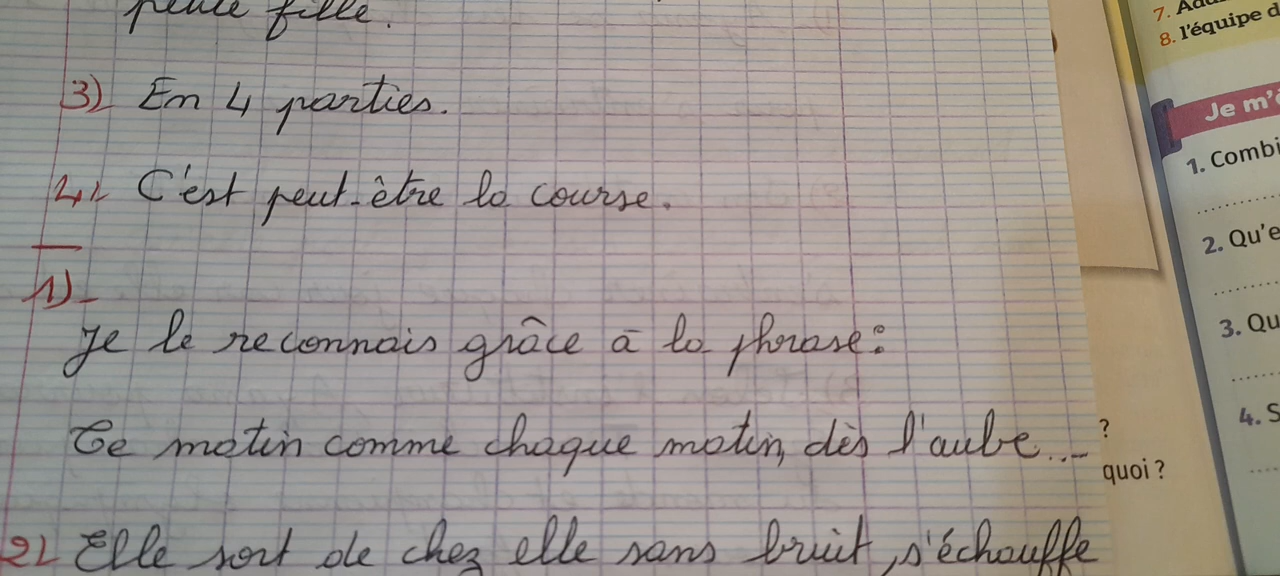 petite fille.
3) En 4 parties.
4) C'est peut-être la course.
1)
Je le reconnais grâce à la phrase:
Ce matin comme chaque matin, dès l'aube...
2) Elle sort de chez elle sans bruit, s'échauffe
7.
8. l'équipe d
Je m'
1. Combi
2. Qu'e
3. Qu
4. S
?
quoi ?